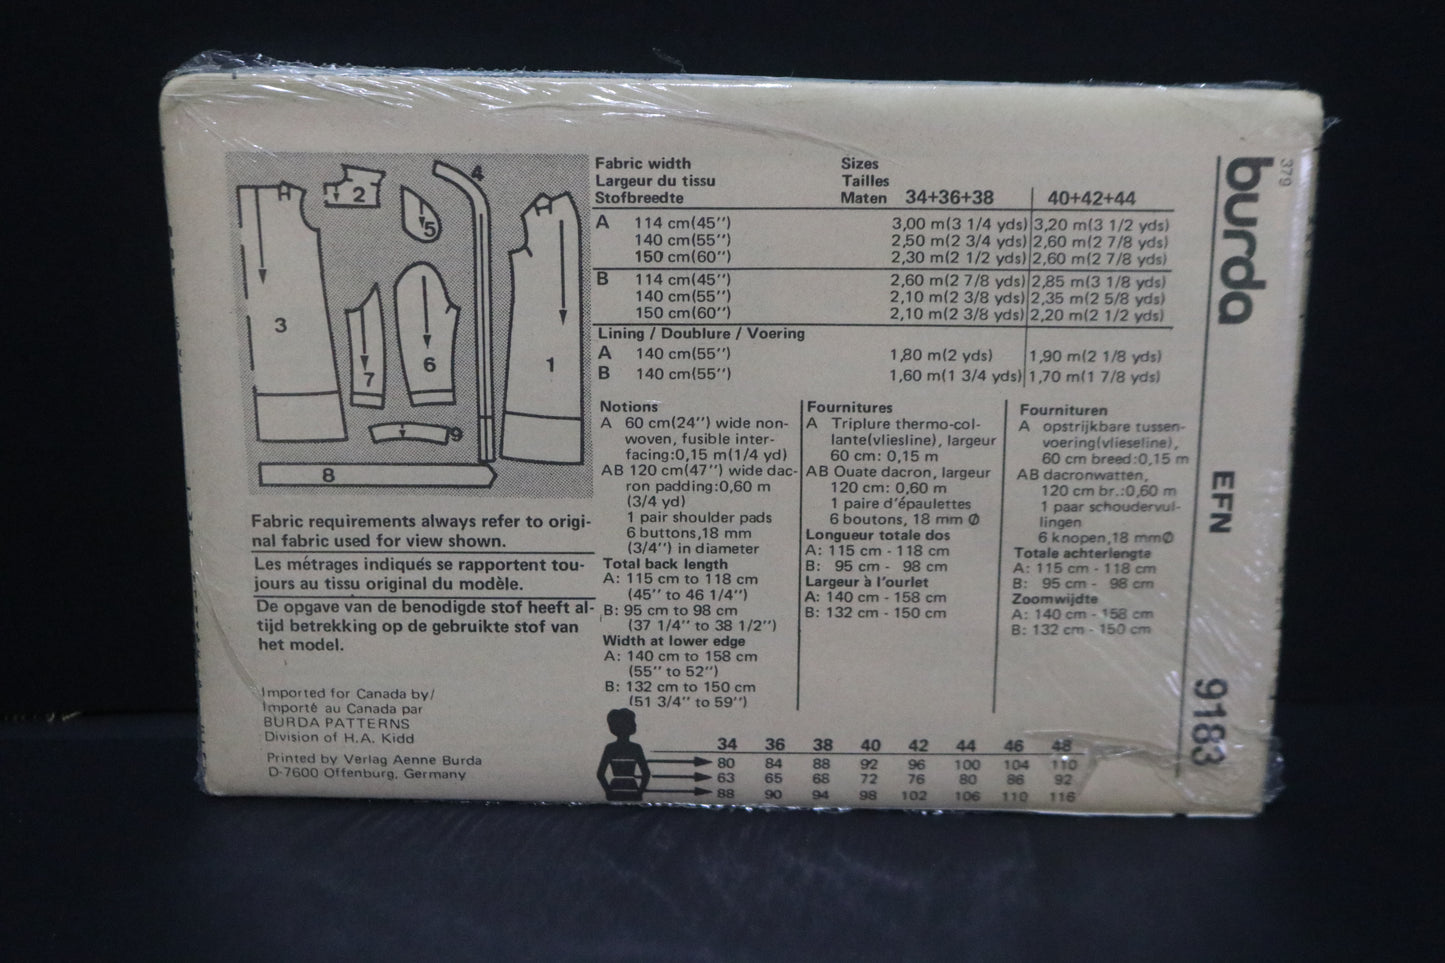 4
2
5
3
7
6
1
9
8
Fabric requirements always refer to origi-
nal fabric used for view shown.
Les métrages indiqués se rapportent tou-
jours au tissu original du modèle.
De opgave van de benodigde stof heeft al-
tijd betrekking op de gebruikte stof van
het model.
Imported for Canada by/
Importé au Canada par
BURDA PATTERNS
Division of H.A. Kidd
Printed by Verlag Aenne Burda
D-7600 Offenburg, Germany
Fabric width Sizes
Largeur du tissu Tailles
Stofbreedte Maten 34+36+38 40+42+44
A 114 cm(45'') 3,00 m(3 1/4 yds) 3,20 m(3 1/2 yds)
140 cm(55'') 2,50 m(2 3/4 yds) 2,60 m(2 7/8 yds)
150 cm(60'') 2,30 m(2 1/2 yds) 2,60 m(2 7/8 yds)
B 114 cm(45'') 2,60 m(2 7/8 yds) 2,85 m(3 1/8 yds)
140 cm(55'') 2,10 m(2 3/8 yds) 2,35 m(2 5/8 yds)
150 cm(60'') 2,10 m(2 3/8 yds) 2,20 m(2 1/2 yds)
Lining / Doublure / Voering
A 140 cm(55'') 1,80 m(2 yds) 1,90 m(2 1/8 yds)
B 140 cm(55'') 1,60 m(1 3/4 yds) 1,70 m(1 7/8 yds)
Notions
A 60 cm(24'') wide non-
woven, fusible inter-
facing:0,15 m(1/4 yd)
AB 120 cm(47'') wide dac-
ron padding:0,60 m
(3/4 yd)
1 pair shoulder pads
6 buttons,18 mm
(3/4'') in diameter
Total back length
A: 115 cm to 118 cm
(45'' to 46 1/4'')
B: 95 cm to 98 cm
(37 1/4'' to 38 1/2'')
Width at lower edge
A: 140 cm to 158 cm
(55'' to 52'')
B: 132 cm to 150 cm
(51 3/4'' to 59'')
Fournitures
A Triplure thermo-col-
lante(vliesline), largeur
60 cm: 0,15 m
AB Ouate dacron, largeur
120 cm: 0,60 m
1 paire d'épaulettes
6 boutons, 18 mm Ø
Longueur totale dos
A: 115 cm - 118 cm
B: 95 cm - 98 cm
Largeur à l'ourlet
A: 140 cm - 158 cm
B: 132 cm - 150 cm
Fournituren
A opstrijkbare tussen-
voering(vlieseline),
60 cm breed:0,15 m
AB dacronwatten,
120 cm br.:0,60 m
1 paar schoudervul-
lingen
6 knopen,18 mmØ
Totale achterlengte
A: 115 cm - 118 cm
B: 95 cm - 98 cm
Zoomwijdte
A: 140 cm - 158 cm
B: 132 cm - 150 cm
34 36 38 40 42 44 46 48
80 84 88 92 96 100 104 110
63 65 68 72 76 80 86 92
88 90 94 98 102 106 110 116
379
burda
EFN
9183